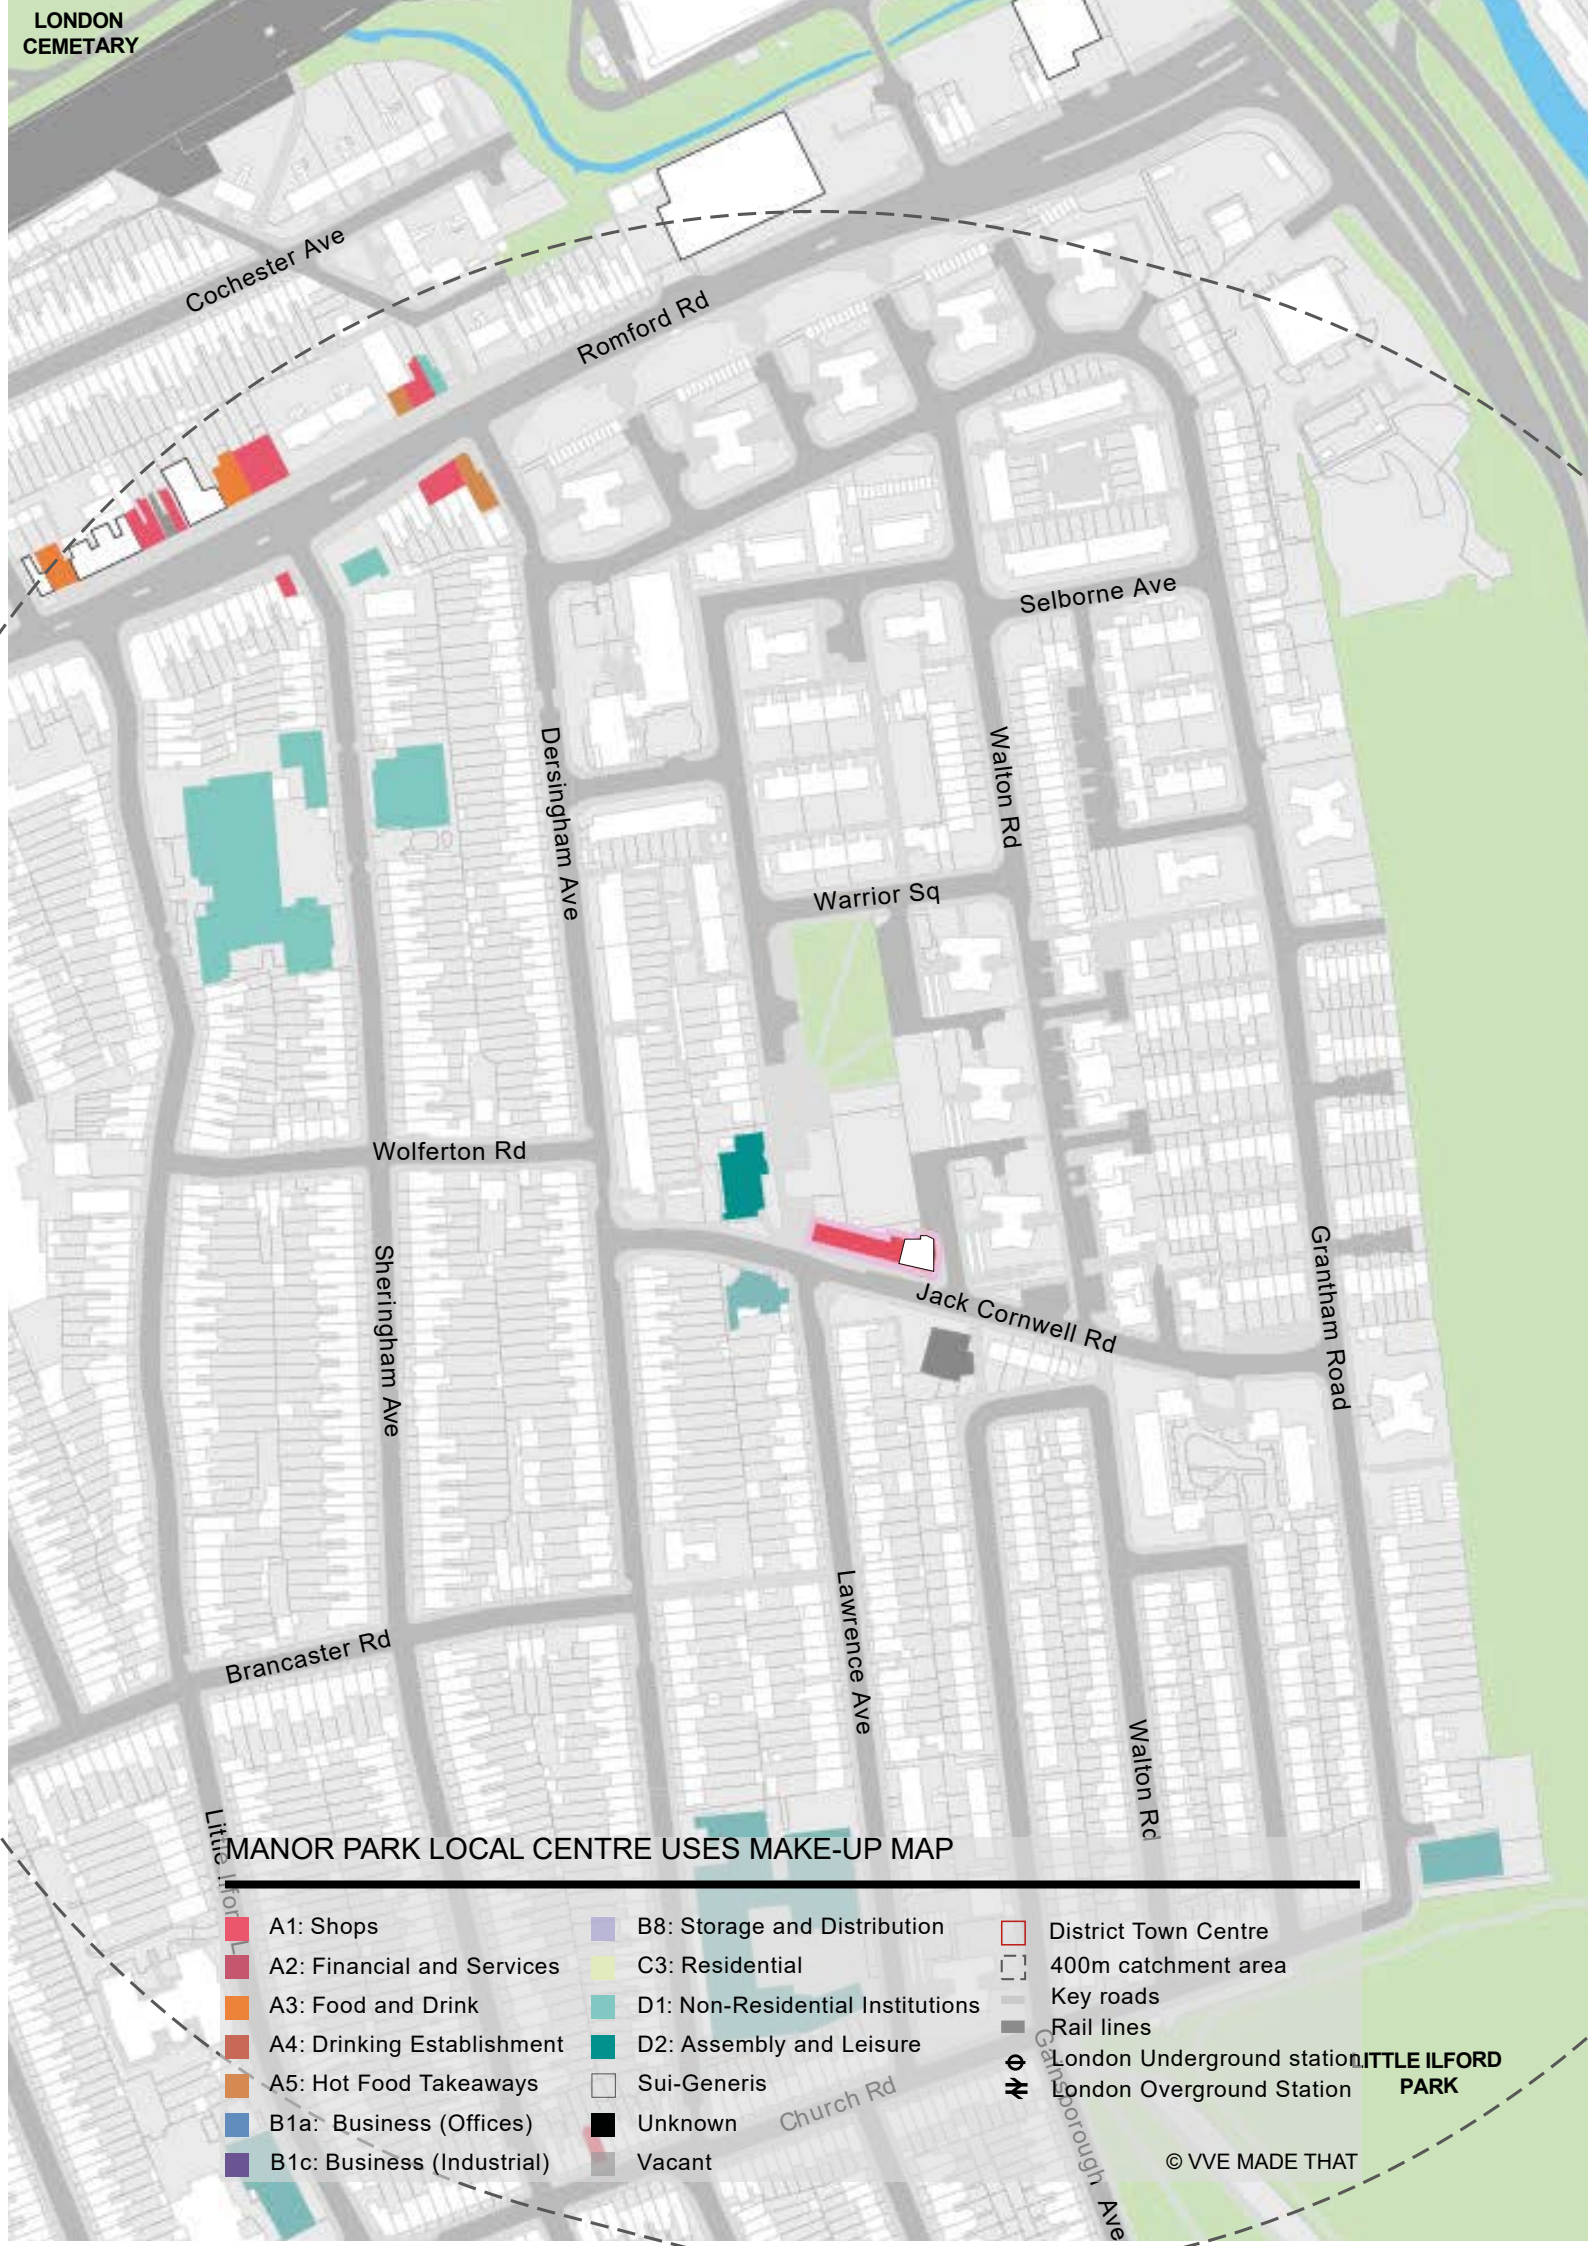 LONDON
CEMETARY
Cochester Ave
Romford Rd
Selborne Ave
Dersingham Ave
Walton Rd
Warrior Sq
Wolferton Rd
Sheringham Ave
Jack Cornwell Rd
Grantham Road
Lawrence Ave
Brancaster Rd
Walton Rd
Little Ilfor
MANOR PARK LOCAL CENTRE USES MAKE-UP MAP
A1: Shops
A2: Financial and Services
A3: Food and Drink
A4: Drinking Establishment
A5: Hot Food Takeaways
B1a: Business (Offices)
B1c: Business (Industrial)
B8: Storage and Distribution
C3: Residential
D1: Non-Residential Institutions
D2: Assembly and Leisure
Sui-Generis
Unknown
Vacant
District Town Centre
400m catchment area
Key roads
Rail lines
London Underground station
London Overground Station
LITTLE ILFORD
PARK
Church Rd
Gainsborough Ave
© VVE MADE THAT